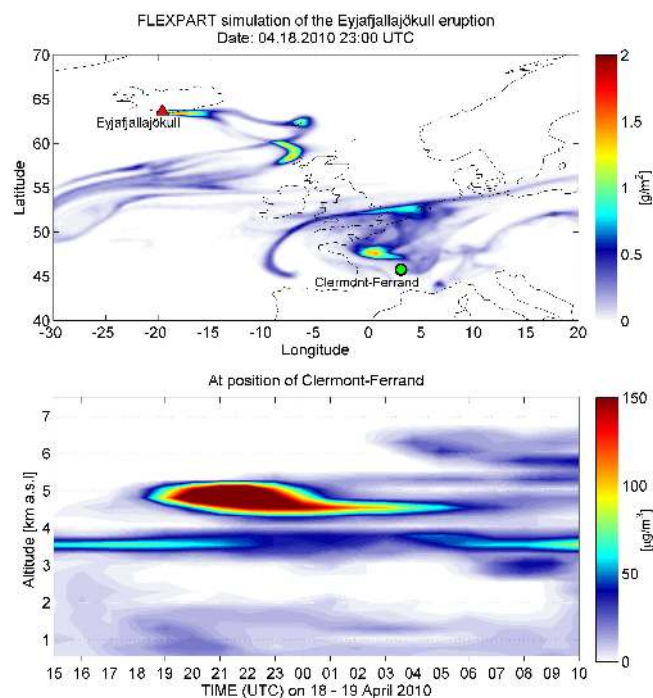 FLEXPART simulation of the Eyjafjallajökull eruption
Date: 04.18.2010 23:00 UTC
70
65
60
55
50
45
40
Latitude
Eyjafjallajökull
Clermont-Ferrand
-30 -25 -20 -15 -10 -5 0 5 10 15 20
Longitude
2
1.5
1
0.5
0
[g/m²]
At position of Clermont-Ferrand
7
6
5
4
3
2
1
Altitude [km a.s.l]
15 16 17 18 19 20 21 22 23 00 01 02 03 04 05 06 07 08 09 10
TIME (UTC) on 18 - 19 April 2010
150
100
50
0
[µg/m³]